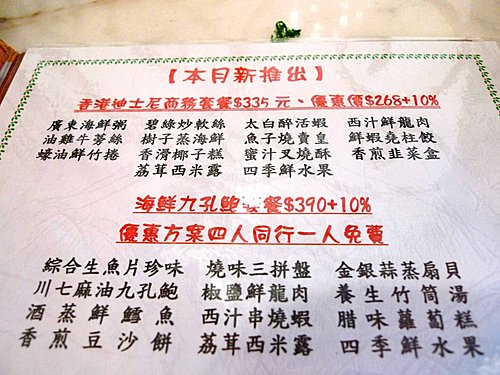 【本月新推出】
香港紳士尼商務套餐$335元、優惠價$268+10%
廣東海鮮粥 碧綠炒軟絲 太白醉活蝦 西汁鮮龍肉
油雞牛蒡絲 樹子蒸海鮮 魚子燒賣皇 鮮蝦曉柱餃
蠔油鮮竹捲 香滑椰子糕 蜜汁叉燒酥 香煎韭菜盒
荔茸西米露 四季鮮水果
海鮮九孔鮑套餐$390+10%
優惠方案四人同行一人免費
綜合生魚片珍味 燒味三拼盤 金銀蒜蒸扇貝
川七麻油九孔鮑 椒鹽鮮龍肉 養生竹筒湯
酒蒸鮮鱈魚 西汁串燒蝦 腊味蘿蔔糕
香煎豆沙餅 荔茸西米露 四季鮮水果